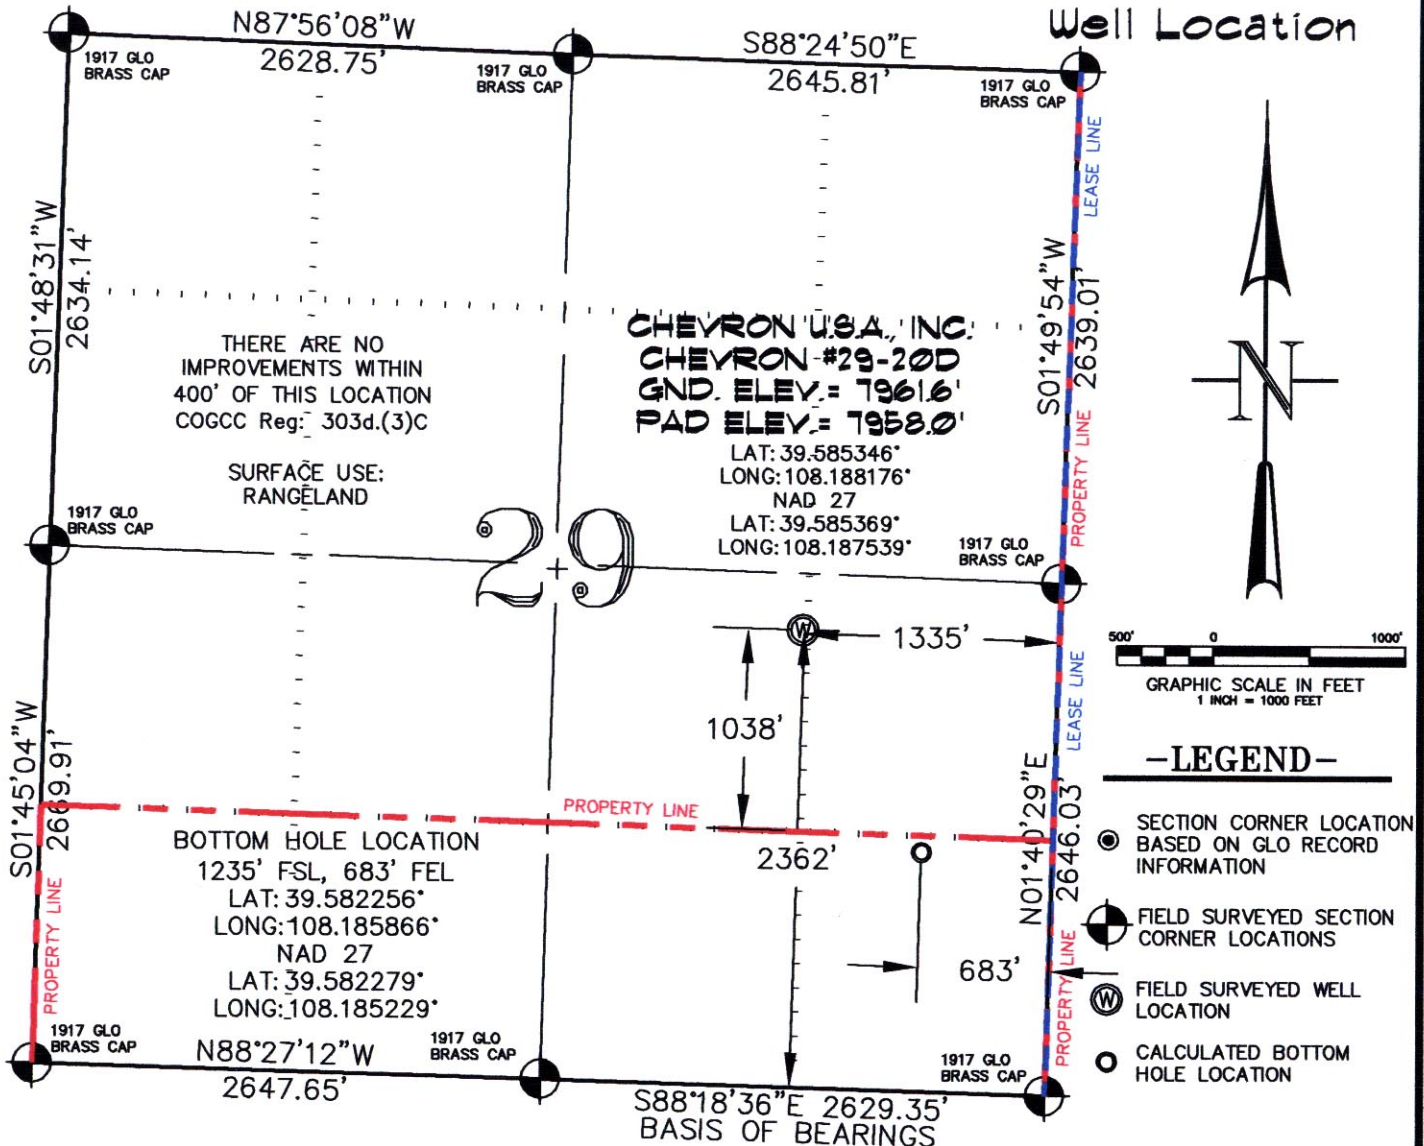 Well Location
N87°56'08"W
2628.75'
S88°24'50"E
2645.81'
1917 GLO
BRASS CAP
1917 GLO
BRASS CAP
1917 GLO
BRASS CAP
LEASE LINE
S01°48'31"W
2634.14'
S01°49'54"W
2639.01'
PROPERTY LINE
THERE ARE NO
IMPROVEMENTS WITHIN
400' OF THIS LOCATION
COGCC Reg: 303d.(3)C
SURFACE USE:
RANGELAND
CHEVRON U.S.A., INC.
CHEVRON #29-20D
GND. ELEV.= 7961.6'
PAD ELEV.= 7958.0'
LAT: 39.585346°
LONG: 108.188176°
NAD 27
LAT: 39.585369°
LONG: 108.187539°
N
1917 GLO
BRASS CAP
1917 GLO
BRASS CAP
29
W
1335'
1038'
2362'
500' 0 1000'
GRAPHIC SCALE IN FEET
1 INCH = 1000 FEET
LEASE LINE
S01°45'04"W
2669.91'
N01°40'29"E
2646.03'
PROPERTY LINE
PROPERTY LINE
PROPERTY LINE
BOTTOM HOLE LOCATION
1235' FSL, 683' FEL
LAT: 39.582256°
LONG: 108.185866°
NAD 27
LAT: 39.582279°
LONG: 108.185229°
683'
-LEGEND-
SECTION CORNER LOCATION
BASED ON GLO RECORD
INFORMATION
FIELD SURVEYED SECTION
CORNER LOCATIONS
W
FIELD SURVEYED WELL
LOCATION
CALCULATED BOTTOM
HOLE LOCATION
1917 GLO
BRASS CAP
N88°27'12"W
2647.65'
1917 GLO
BRASS CAP
1917 GLO
BRASS CAP
S88°18'36"E 2629.35'
BASIS OF BEARINGS